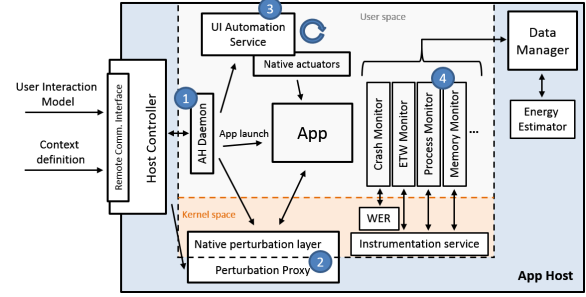 3
User space
UI Automation
Service
Native actuators
Data
Manager
User Interaction
Model
Context
definition
Remote Comm. Interface
Host Controller
1
AH Daemon
App launch
App
Crash Monitor
ETW Monitor
Process Monitor
Memory Monitor
4
...
Energy
Estimator
Kernel space
WER
Native perturbation layer
Instrumentation service
Perturbation Proxy
2
App Host